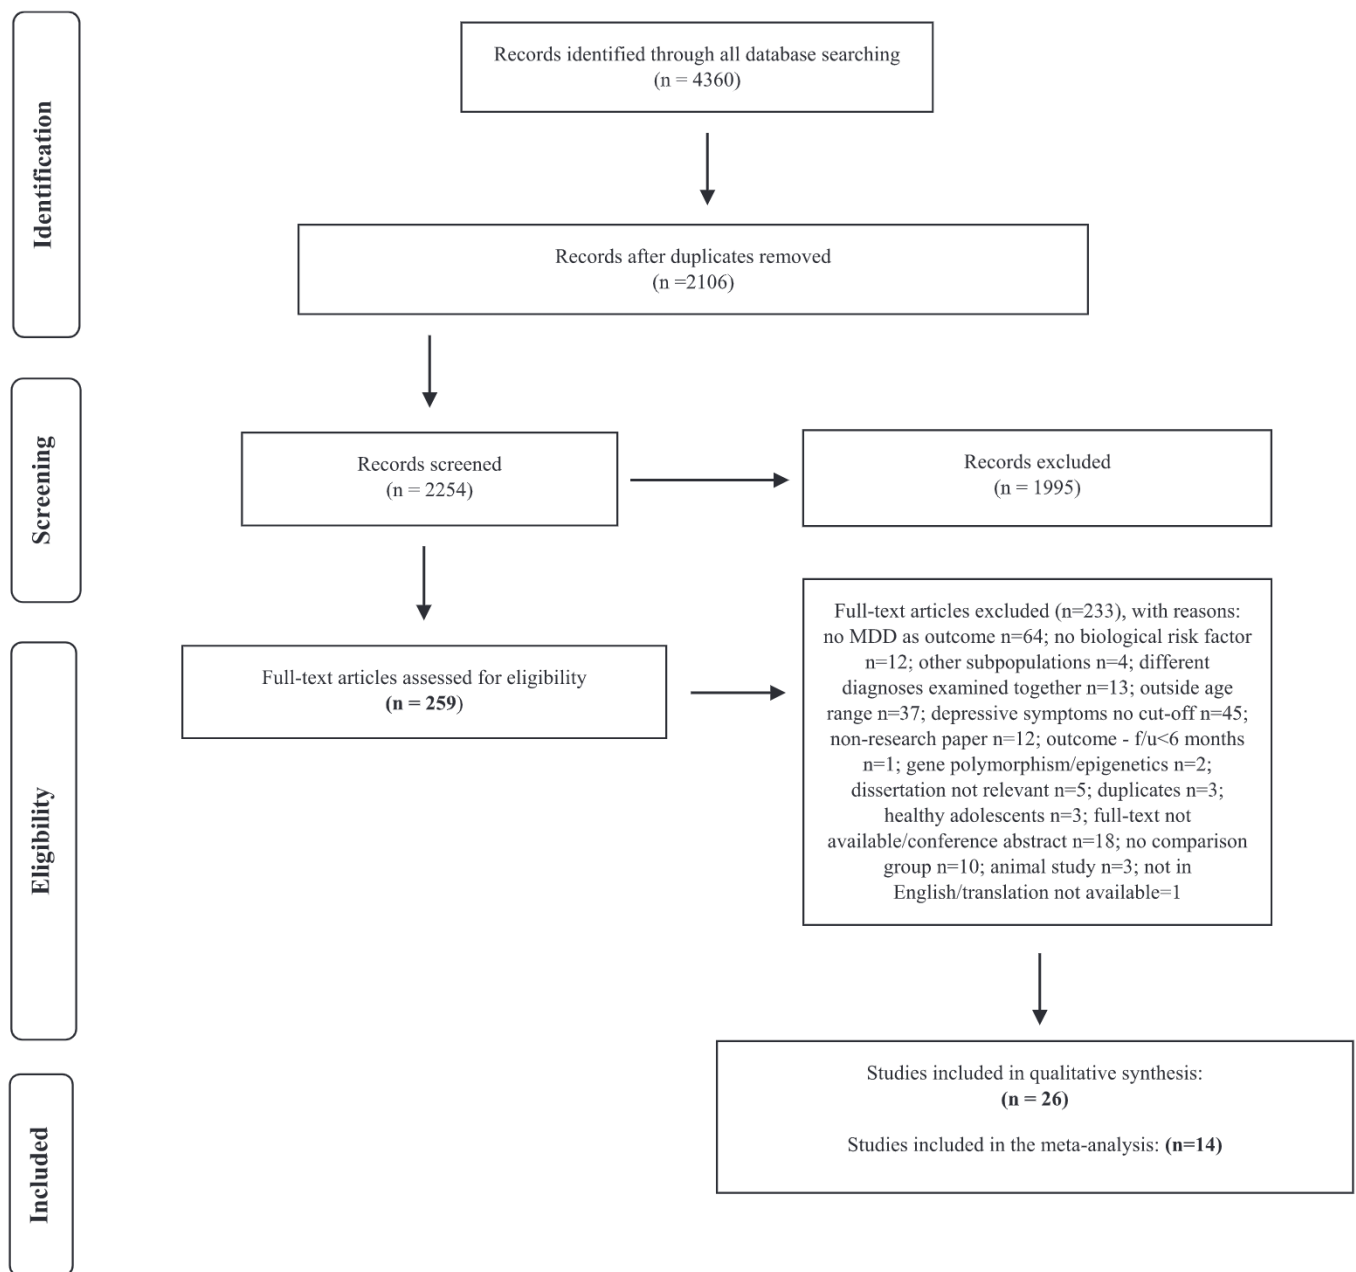 Identification
Records identified through all database searching
(n = 4360)
Records after duplicates removed
(n =2106)
Screening
Records screened
(n = 2254)
Records excluded
(n = 1995)
Eligibility
Full-text articles assessed for eligibility
(n = 259)
Full-text articles excluded (n=233), with reasons:
no MDD as outcome n=64; no biological risk factor
n=12; other subpopulations n=4; different
diagnoses examined together n=13; outside age
range n=37; depressive symptoms no cut-off n=45;
non-research paper n=12; outcome - f/u<6 months
n=1; gene polymorphism/epigenetics n=2;
dissertation not relevant n=5; duplicates n=3;
healthy adolescents n=3; full-text not
available/conference abstract n=18; no comparison
group n=10; animal study n=3; not in
English/translation not available=1
Included
Studies included in qualitative synthesis:
(n = 26)
Studies included in the meta-analysis: (n=14)